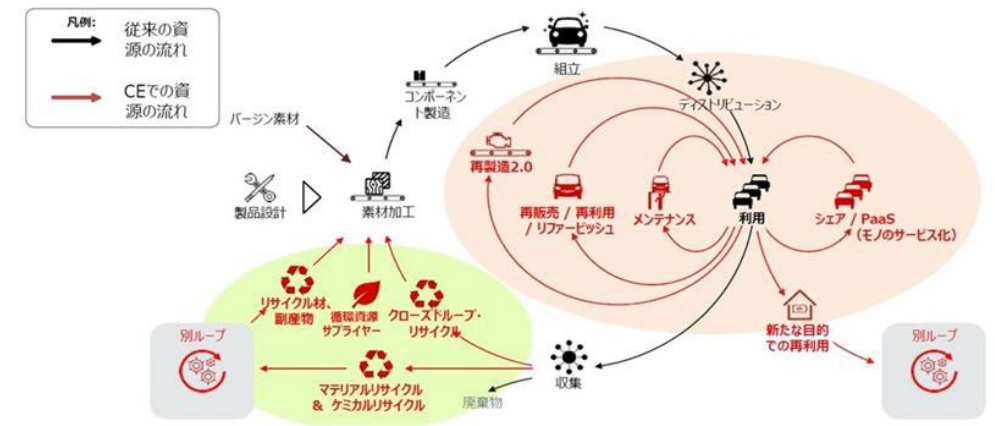 凡例:
従来の資
源の流れ
CEでの資
源の流れ
組立
コンポーネン
ト製造
ディストリビューション
バージン素材
再製造2.0
製品設計
素材加工
再販売 / 再利用
/ リファービッシュ
メンテナンス
利用
シェア / PaaS
(モノのサービス化)
リサイクル材、
副産物
循環資源
サプライヤー
クローズドループ・
リサイクル
新たな目的
での再利用
別ループ
別ループ
収集
マテリアルリサイクル
& ケミカルリサイクル
廃棄物